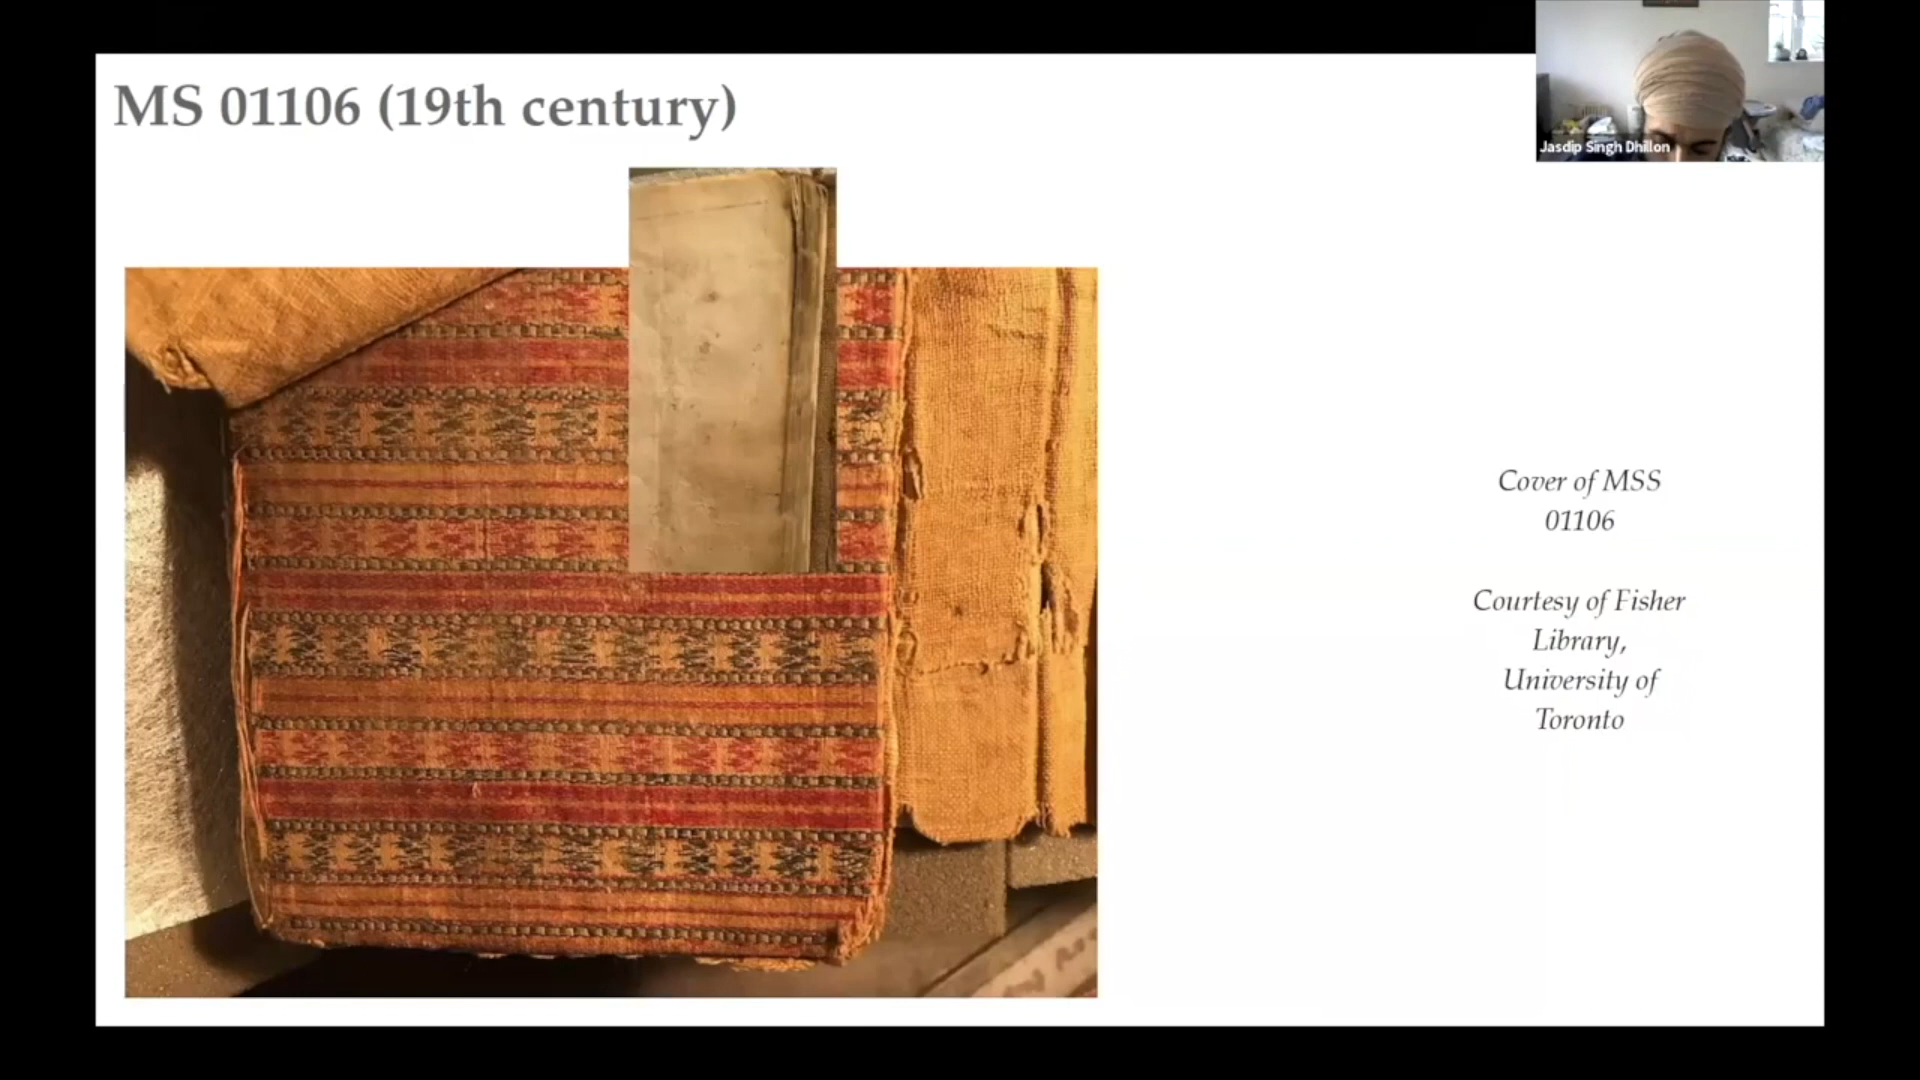 MS 01106 (19th century)
Jasdip Singh Dhillon
Cover of MSS
01106
Courtesy of Fisher
Library,
University of
Toronto